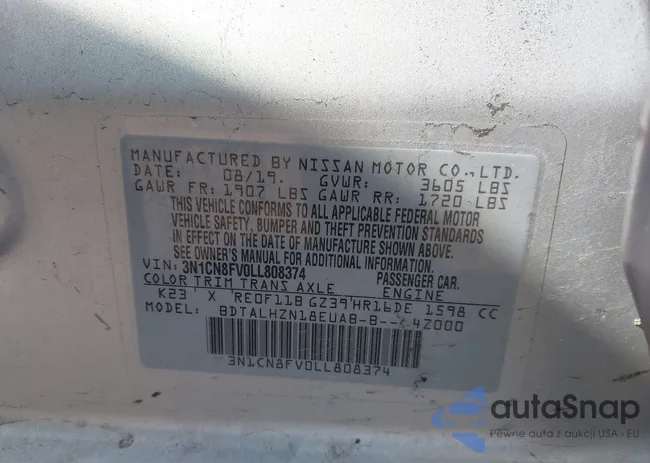 MANUFACTURED BY NISSAN MOTOR CO., LTD.
DATE: 08/19. GVWR: 3605 LBS
GAWR FR: 1907 LBS GAWR RR: 1720 LBS
THIS VEHICLE CONFORMS TO ALL APPLICABLE FEDERAL MOTOR
VEHICLE SAFETY, BUMPER AND THEFT PREVENTION STANDARDS
IN EFFECT ON THE DATE OF MANUFACTURE SHOWN ABOVE.
SEE OWNER'S MANUAL FOR ADDITIONAL INFORMATION.
VIN: 3N1CN8FV0LL808374 PASSENGER CAR.
COLOR TRIM TRANS AXLE ENGINE
K23 X RE0F11B GZ39 HR16DE 1598 CC
MODEL: BDTALHZN18EUAB-B-- 4Z000
3N1CN8FV0LL808374
autaSnap
Pewne auta z aukcji USA i EU